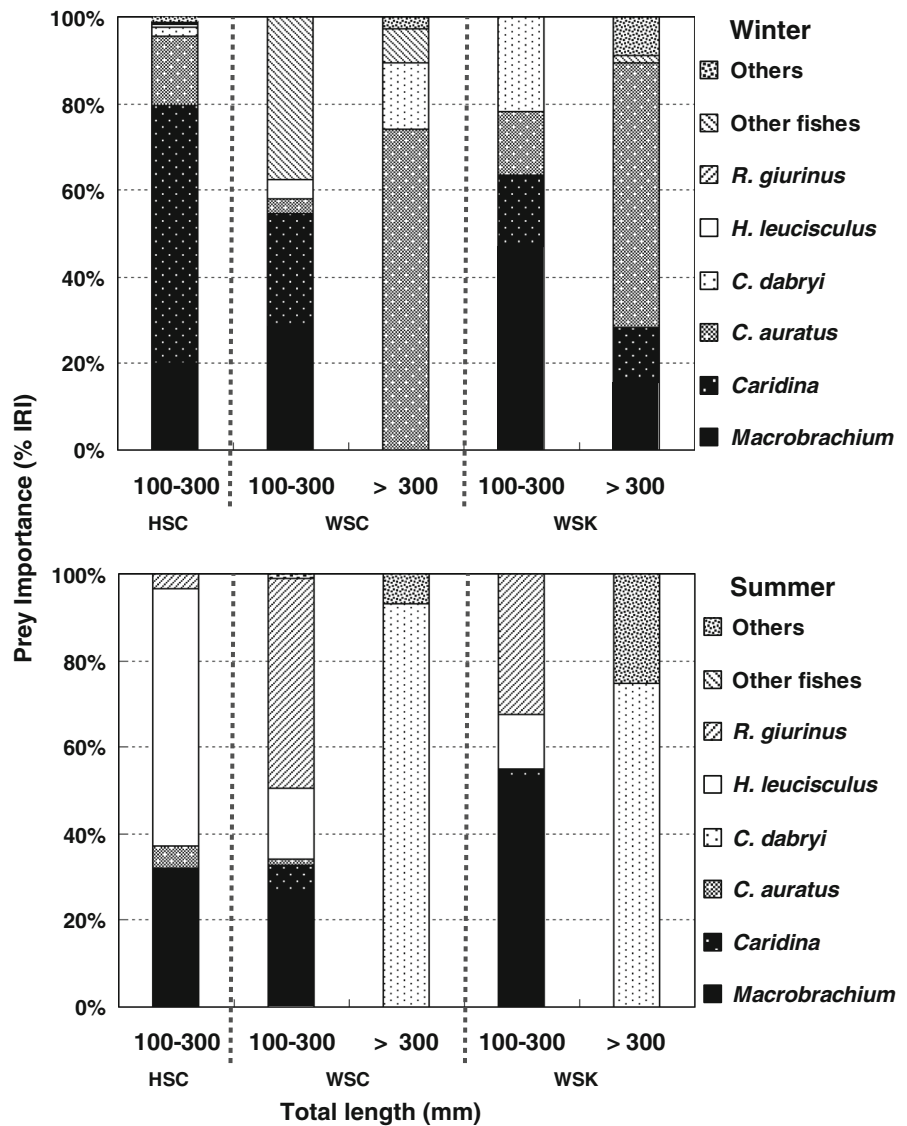 Prey Importance (% IRI)
100%
80%
60%
40%
20%
0%
100-300 100-300 > 300 100-300 > 300
HSC WSC WSK
Winter
Others
Other fishes
R. giurinus
H. leucisculus
C. dabryi
C. auratus
Caridina
Macrobrachium
100%
80%
60%
40%
20%
0%
100-300 100-300 > 300 100-300 > 300
HSC WSC WSK
Total length (mm)
Summer
Others
Other fishes
R. giurinus
H. leucisculus
C. dabryi
C. auratus
Caridina
Macrobrachium